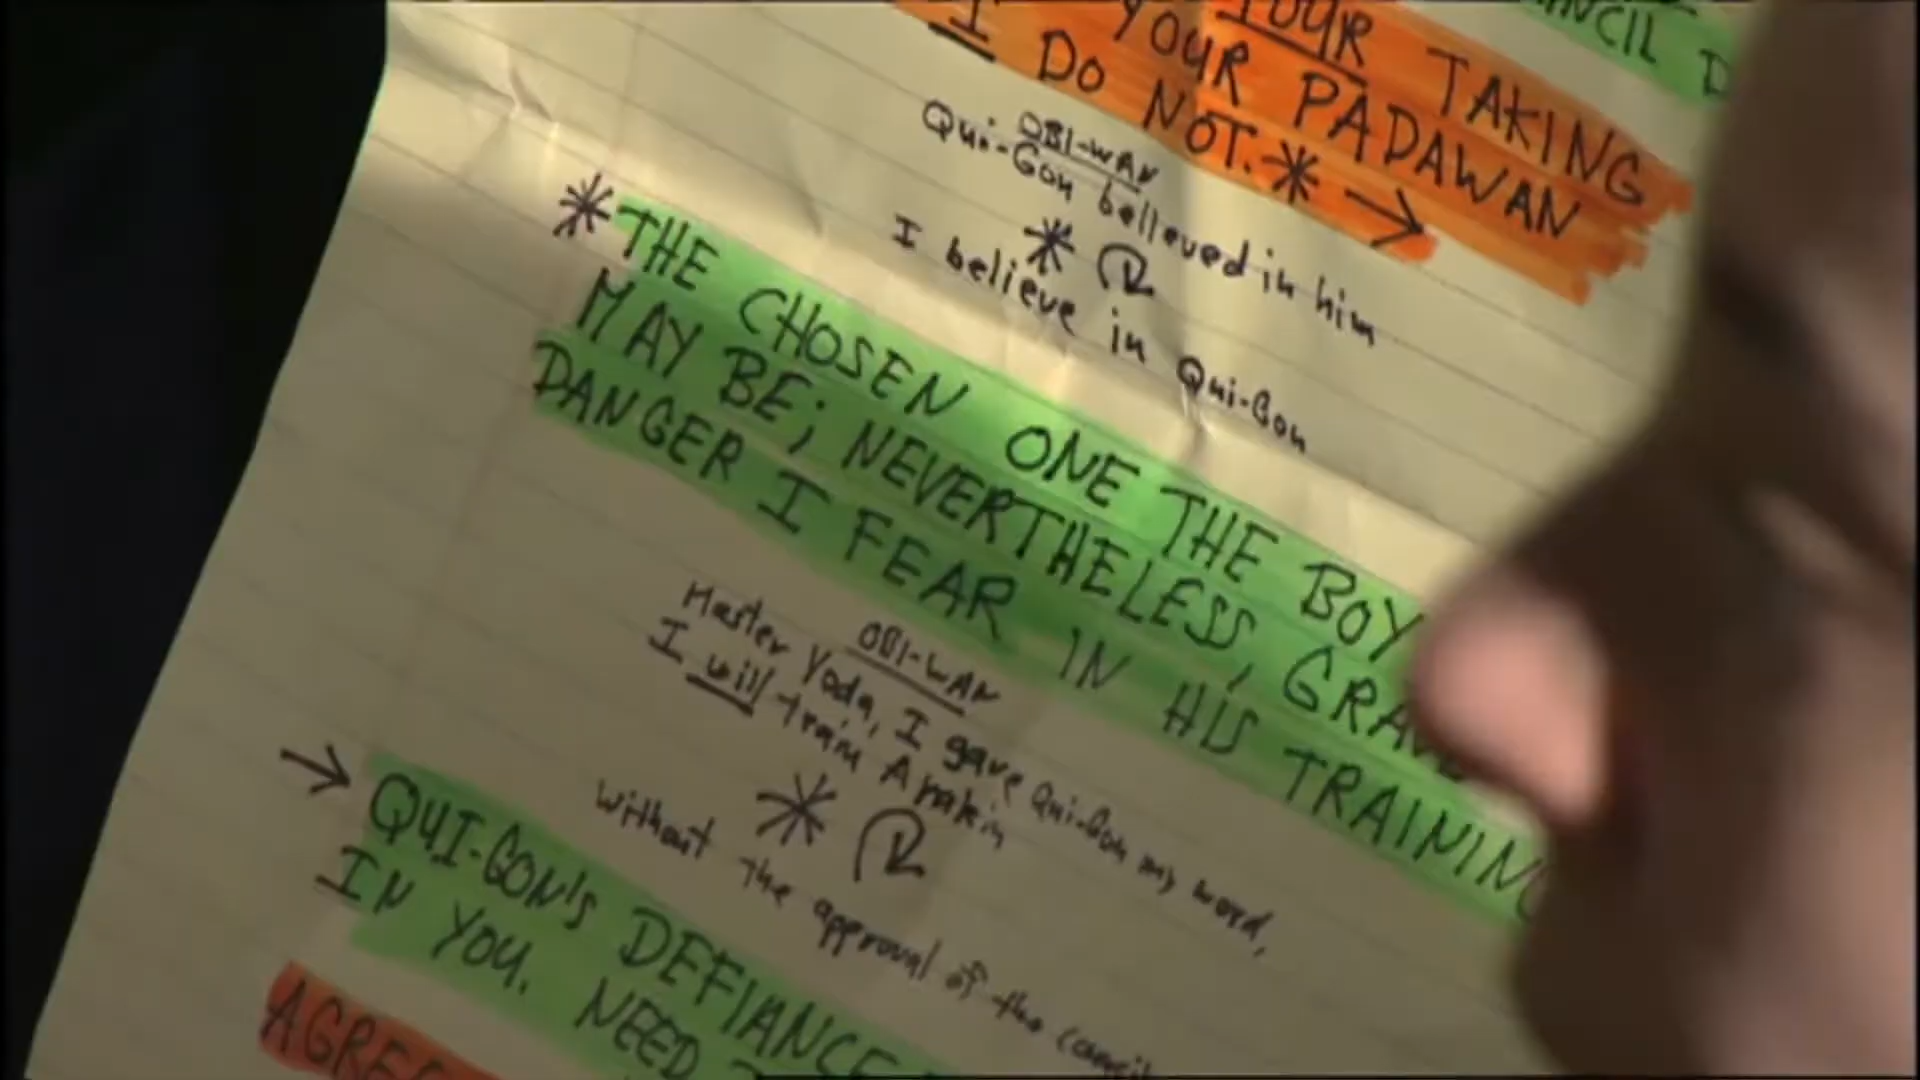 COUNCIL
YOUR TAKING
YOUR PADAWAN
I DO NOT.* →
OBI-WAN
Qui-Gon believed in him
*
I believe in Qui-Gon
*THE CHOSEN ONE THE BOY
MAY BE; NEVERTHELESS, GRAVE
DANGER I FEAR IN HIS TRAINING
OBI-WAN
Master Yoda, I gave Qui-Gon my word,
I will train Anakin
*
without the approval of the council
→ QUI-GON'S DEFIANCE
IN YOU. NEED